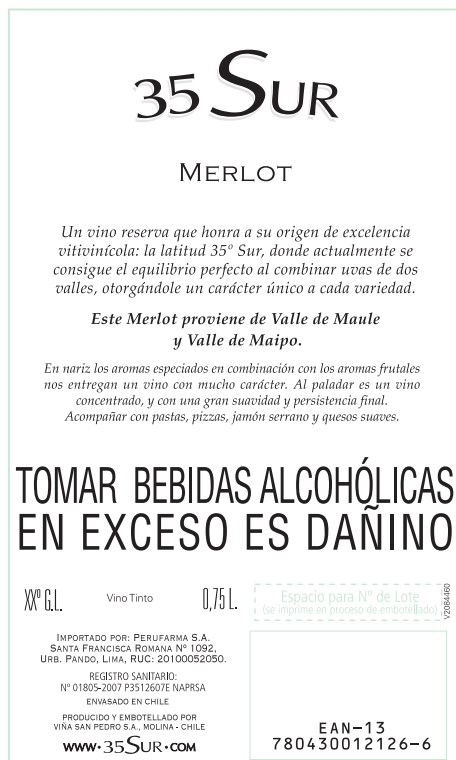 35 SUR
MERLOT
Un vino reserva que honra a su origen de excelencia
vitivinícola: la latitud 35º Sur, donde actualmente se
consigue el equilibrio perfecto al combinar uvas de dos
valles, otorgándole un carácter único a cada variedad.
Este Merlot proviene de Valle de Maule
y Valle de Maipo.
En nariz los aromas especiados en combinación con los aromas frutales
nos entregan un vino con mucho carácter. Al paladar es un vino
concentrado, y con una gran suavidad y persistencia final.
Acompañar con pastas, pizzas, jamón serrano y quesos suaves.
TOMAR BEBIDAS ALCOHÓLICAS
EN EXCESO ES DAÑINO
XXº G.L.
Vino Tinto
0,75 L.
Espacio para Nº de Lote
(se imprime en proceso de embotellado)
V2084460
IMPORTADO POR: PERUFARMA S.A.
SANTA FRANCISCA ROMANA Nº 1092,
URB. PANDO, LIMA, RUC: 20100052050.
REGISTRO SANITARIO:
Nº 01805-2007 P3512607E NAPRSA
ENVASADO EN CHILE
PRODUCIDO Y EMBOTELLADO POR
VIÑA SAN PEDRO S.A., MOLINA - CHILE
WWW·35SUR·COM
EAN-13
780430012126-6